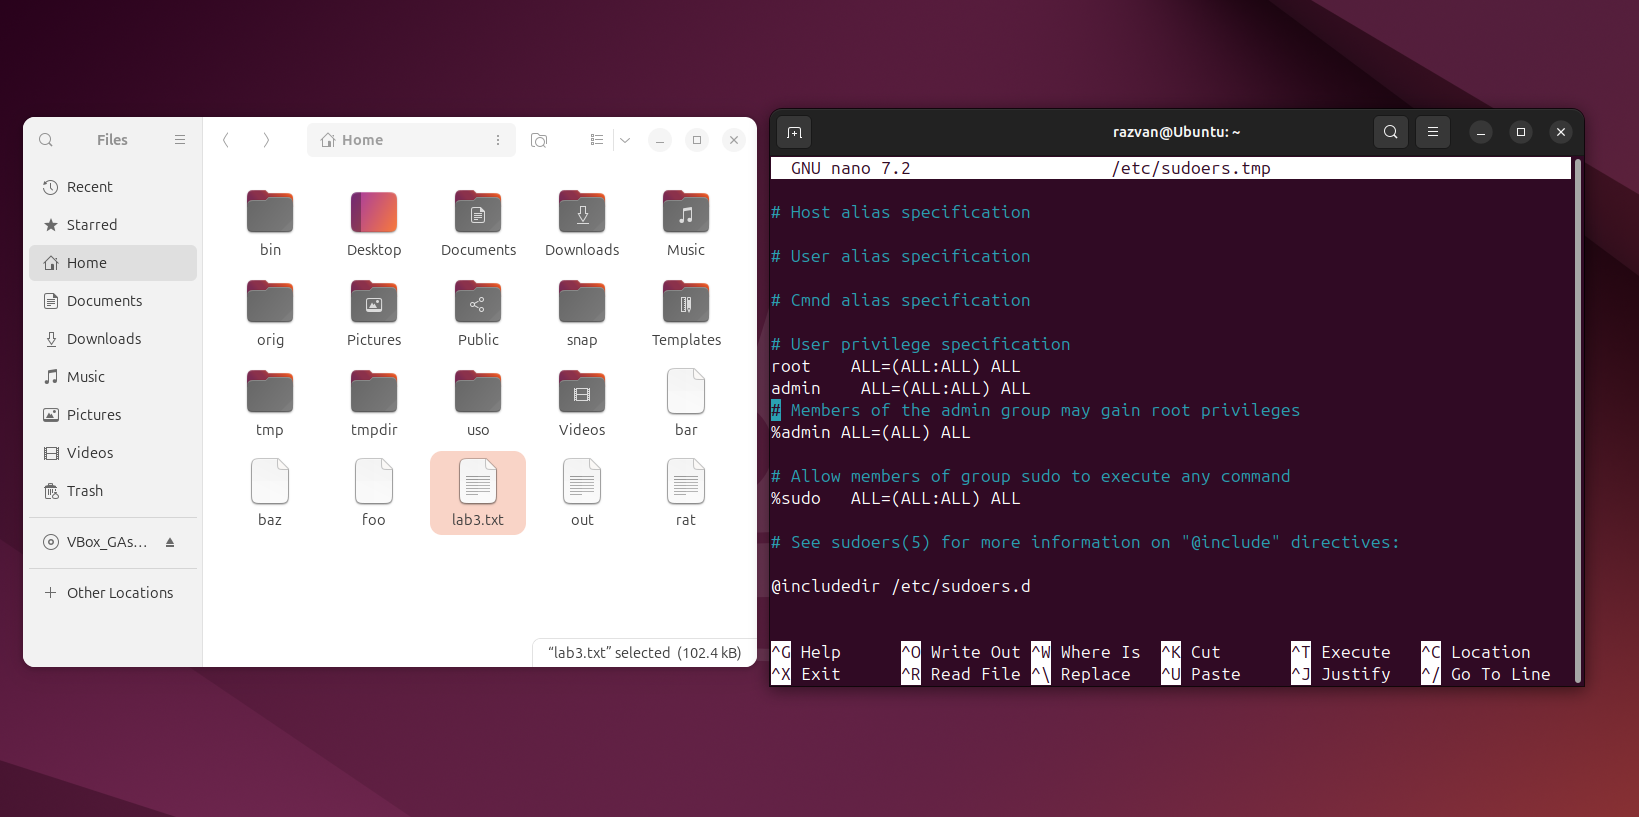 Files
Home
Recent
Starred
Home
Documents
Downloads
Music
Pictures
Videos
Trash
VBox_GAs...
Other Locations
bin
Desktop
Documents
Downloads
Music
orig
Pictures
Public
snap
Templates
tmp
tmpdir
uso
Videos
bar
baz
foo
lab3.txt
out
rat
“lab3.txt” selected (102.4 kB)
razvan@Ubuntu: ~
GNU nano 7.2 /etc/sudoers.tmp
# Host alias specification
# User alias specification
# Cmnd alias specification
# User privilege specification
root ALL=(ALL:ALL) ALL
admin ALL=(ALL:ALL) ALL
# Members of the admin group may gain root privileges
%admin ALL=(ALL) ALL
# Allow members of group sudo to execute any command
%sudo ALL=(ALL:ALL) ALL
# See sudoers(5) for more information on "@include" directives:
@includedir /etc/sudoers.d
^G Help ^O Write Out ^W Where Is ^K Cut ^T Execute ^C Location
^X Exit ^R Read File ^\ Replace ^U Paste ^J Justify ^/ Go To Line